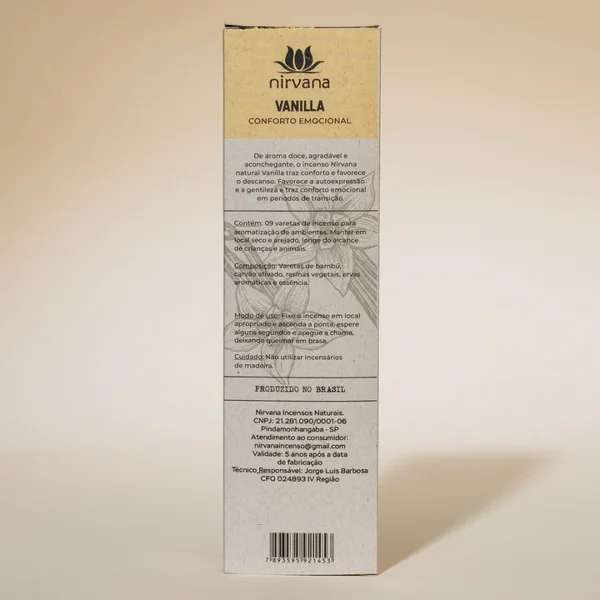 nirvana
VANILLA
CONFORTO EMOCIONAL
De aroma doce, agradável e
aconchegante, o incenso Nirvana
natural Vanilla traz conforto e favorece
o descanso. Favorece a autoexpressão
e a gentileza e traz conforto emocional
em períodos de transição.
Contém: 09 varetas de incenso para
aromatização de ambientes. Manter em
local seco e arejado, longe do alcance
de crianças e animais.
Composição: Varetas de bambú,
carvão ativado, resinas vegetais, ervas
aromáticas e essência.
Modo de uso: Fixe o incenso em local
apropriado e ascenda a ponta, espere
alguns segundos e apague a chama,
deixando queimar em brasa.
Cuidado: Não utilizar incensários
de madeira.
PRODUZIDO NO BRASIL
Nirvana Incensos Naturais.
CNPJ: 21.281.090/0001-06
Pindamonhangaba - SP
Atendimento ao consumidor:
nirvanaincenso@gmail.com
Validade: 5 anos após a data
de fabricação
Técnico Responsável: Jorge Luis Barbosa
CFQ 024893 IV Região
7 893595 921453